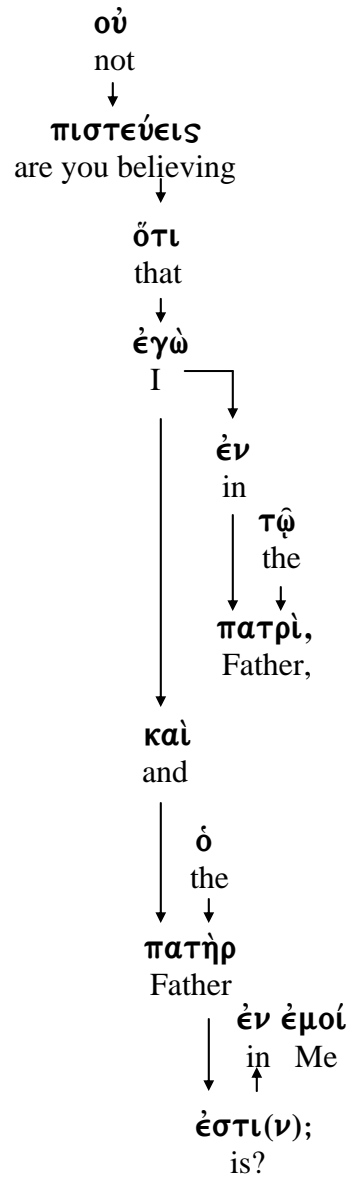 οὐ
not
πιστεύεις
are you believing
ὅτι
that
ἐγὼ
I
ἐν
in
τῷ
the
πατρὶ,
Father,
καὶ
and
ὁ
the
πατὴρ
Father
ἐν ἐμοί
in Me
ἐστι(ν);
is?